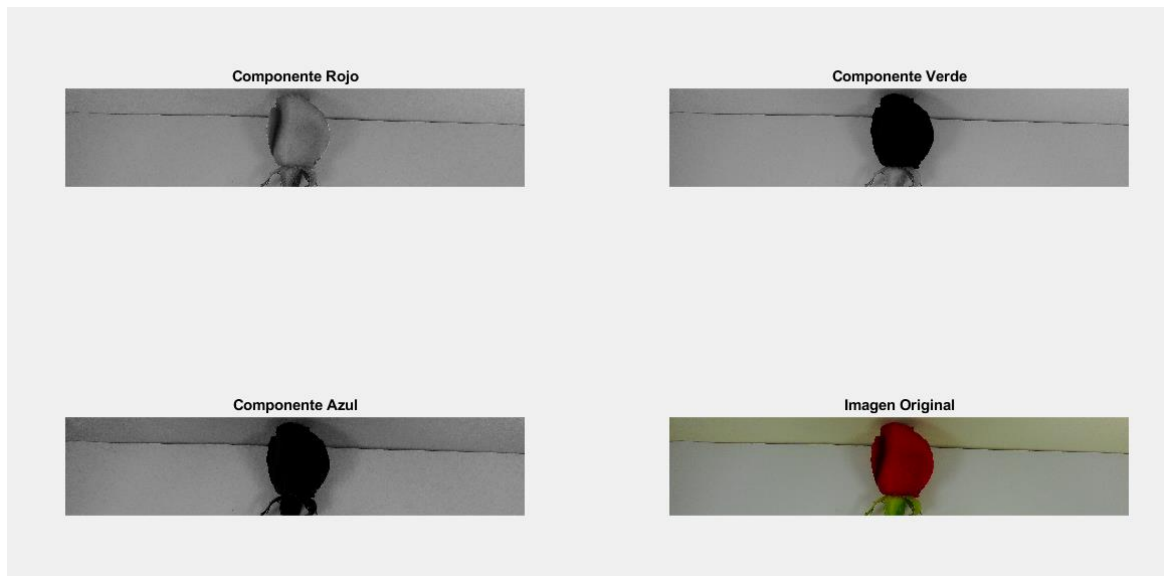 Componente Rojo
Componente Verde
Componente Azul
Imagen Original